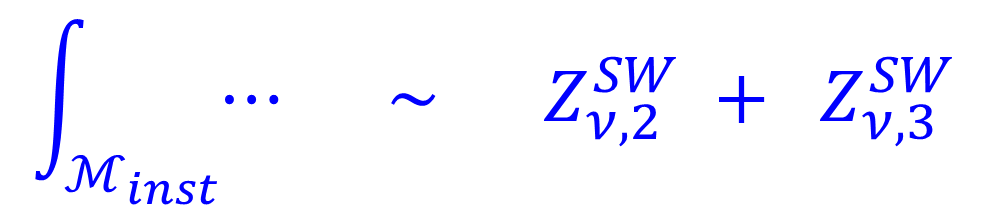 ∫_{ℳ_{inst}} ⋯ ~ Z^{SW}_{ν,2} + Z^{SW}_{ν,3}